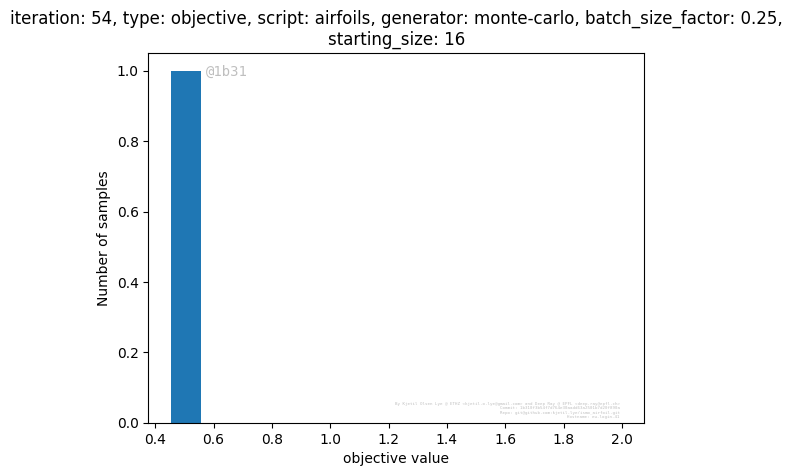 iteration: 54, type: objective, script: airfoils, generator: monte-carlo, batch_size_factor: 0.25,
starting_size: 16
@1b31
1.0
0.8
0.6
0.4
0.2
0.0
Number of samples
0.4 0.6 0.8 1.0 1.2 1.4 1.6 1.8 2.0
objective value